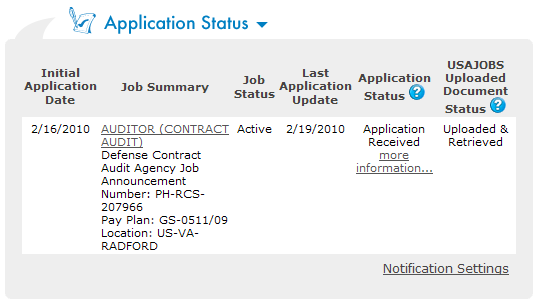 Application Status
Initial Application Date
Job Summary
Job Status
Last Application Update
Application Status
USAJOBS Uploaded Document Status
2/16/2010
AUDITOR (CONTRACT
AUDIT)
Defense Contract
Audit Agency Job
Announcement
Number: PH-RCS-
207966
Pay Plan: GS-0511/09
Location: US-VA-
RADFORD
Active
2/19/2010
Application
Received
more
information...
Uploaded &
Retrieved
Notification Settings